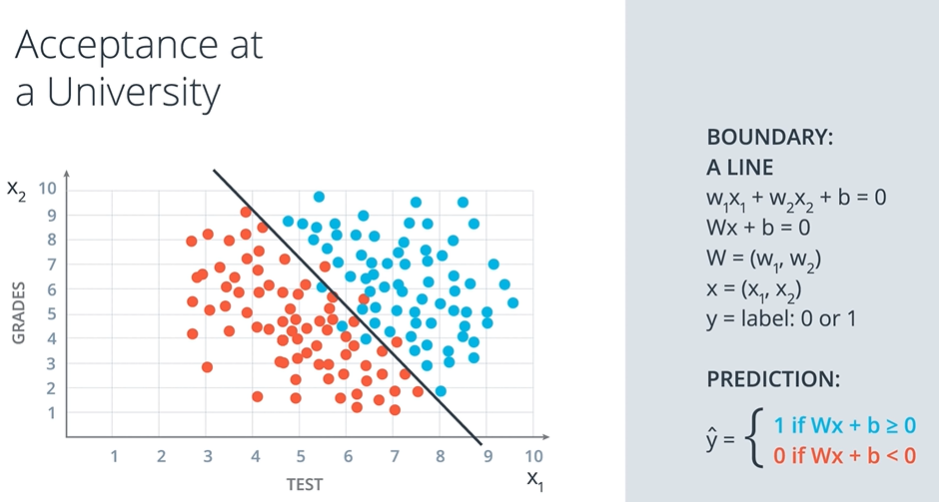 Acceptance at
a University
x₂
10
9
8
7
6
5
4
3
2
1
GRADES
1 2 3 4 5 6 7 8 9 10
TEST
x₁
BOUNDARY:
A LINE
w₁x₁ + w₂x₂ + b = 0
Wx + b = 0
W = (w₁, w₂)
x = (x₁, x₂)
y = label: 0 or 1
PREDICTION:
ŷ = {
1 if Wx + b ≥ 0
0 if Wx + b < 0